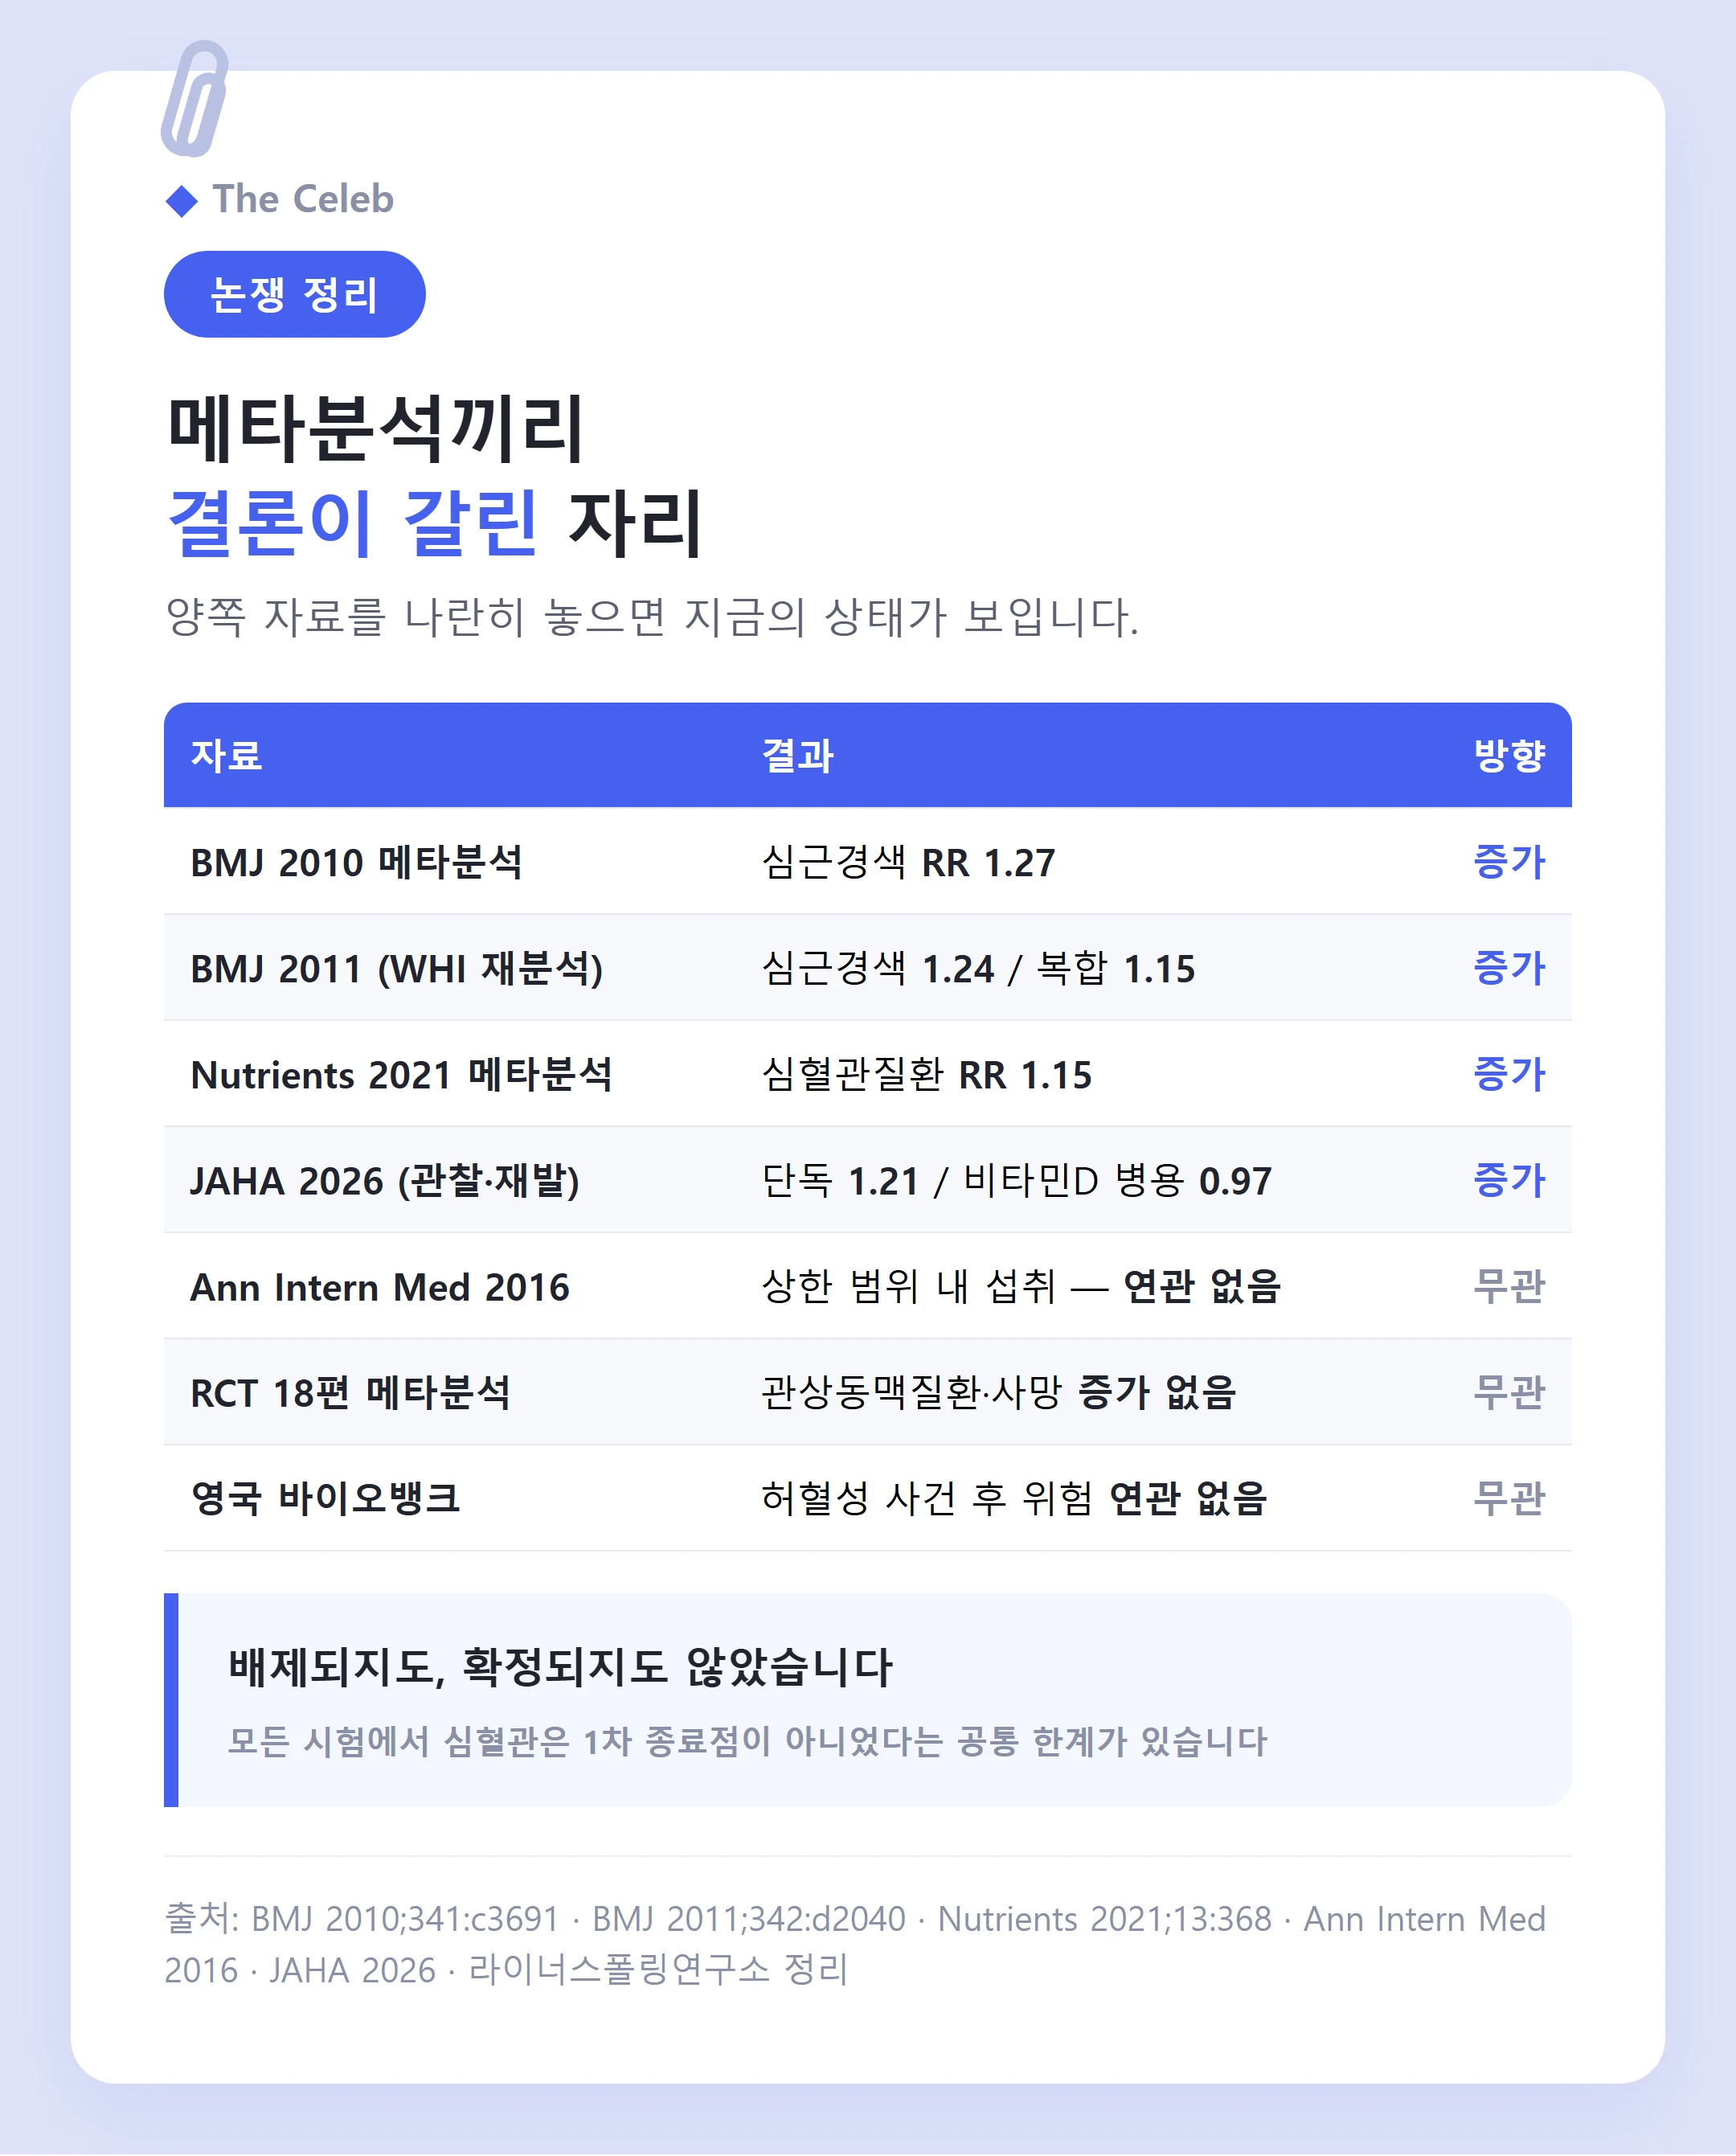 The Celeb
논쟁 정리
메타분석끼리
결론이 갈린 자리
양쪽 자료를 나란히 놓으면 지금의 상태가 보입니다.
자료 결과 방향
BMJ 2010 메타분석 심근경색 RR 1.27 증가
BMJ 2011 (WHI 재분석) 심근경색 1.24 / 복합 1.15 증가
Nutrients 2021 메타분석 심혈관질환 RR 1.15 증가
JAHA 2026 (관찰·재발) 단독 1.21 / 비타민D 병용 0.97 증가
Ann Intern Med 2016 상한 범위 내 섭취 — 연관 없음 무관
RCT 18편 메타분석 관상동맥질환·사망 증가 없음 무관
영국 바이오뱅크 허혈성 사건 후 위험 연관 없음 무관
배제되지도, 확정되지도 않았습니다
모든 시험에서 심혈관은 1차 종료점이 아니었다는 공통 한계가 있습니다
출처: BMJ 2010;341:c3691 · BMJ 2011;342:d2040 · Nutrients 2021;13:368 · Ann Intern Med
2016 · JAHA 2026 · 라이너스폴링연구소 정리